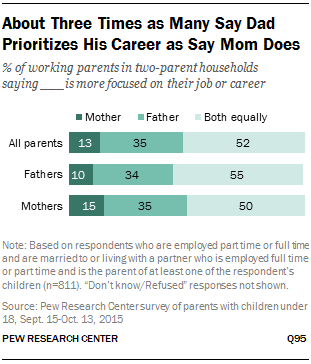 About Three Times as Many Say Dad
Prioritizes His Career as Say Mom Does
% of working parents in two-parent households
saying ___ is more focused on their job or career
Mother Father Both equally
All parents 13 35 52
Fathers 10 34 55
Mothers 15 35 50
Note: Based on respondents who are employed part time or full time
and are married to or living with a partner who is employed full time
or part time and is the parent of at least one of the respondent's
children (n=811). "Don't know/Refused" responses not shown.
Source: Pew Research Center survey of parents with children under
18, Sept. 15-Oct. 13, 2015
PEW RESEARCH CENTER Q95